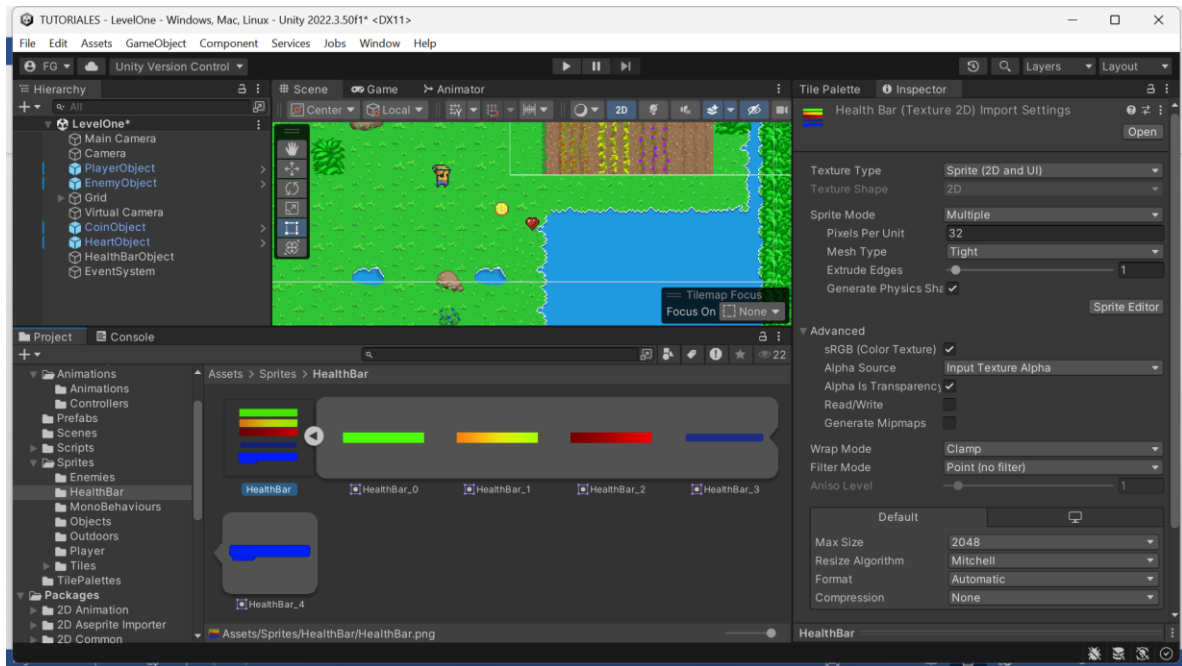 TUTORIALES - LevelOne - Windows, Mac, Linux - Unity 2022.3.50f1* <DX11>
File Edit Assets GameObject Component Services Jobs Window Help
FG Unity Version Control Layers Layout
Hierarchy
All
LevelOne*
Main Camera
Camera
PlayerObject
EnemyObject
Grid
Virtual Camera
CoinObject
HeartObject
HealthBarObject
EventSystem
Scene Game Animator
Center Local 2D
Tilemap Focus
Focus On None
Project Console
22
Animations
Animations
Controllers
Prefabs
Scenes
Scripts
Sprites
Enemies
HealthBar
MonoBehaviours
Objects
Outdoors
Player
Tiles
TilePalettes
Packages
2D Animation
2D Aseprite Importer
2D Common
Assets > Sprites > HealthBar
HealthBar HealthBar_0 HealthBar_1 HealthBar_2 HealthBar_3
HealthBar_4
Assets/Sprites/HealthBar/HealthBar.png
Tile Palette Inspector
Health Bar (Texture 2D) Import Settings
Open
Texture Type Sprite (2D and UI)
Texture Shape 2D
Sprite Mode Multiple
Pixels Per Unit 32
Mesh Type Tight
Extrude Edges 1
Generate Physics Sha
Sprite Editor
Advanced
sRGB (Color Texture)
Alpha Source Input Texture Alpha
Alpha Is Transparency
Read/Write
Generate Mipmaps
Wrap Mode Clamp
Filter Mode Point (no filter)
Aniso Level 1
Default
Max Size 2048
Resize Algorithm Mitchell
Format Automatic
Compression None
HealthBar